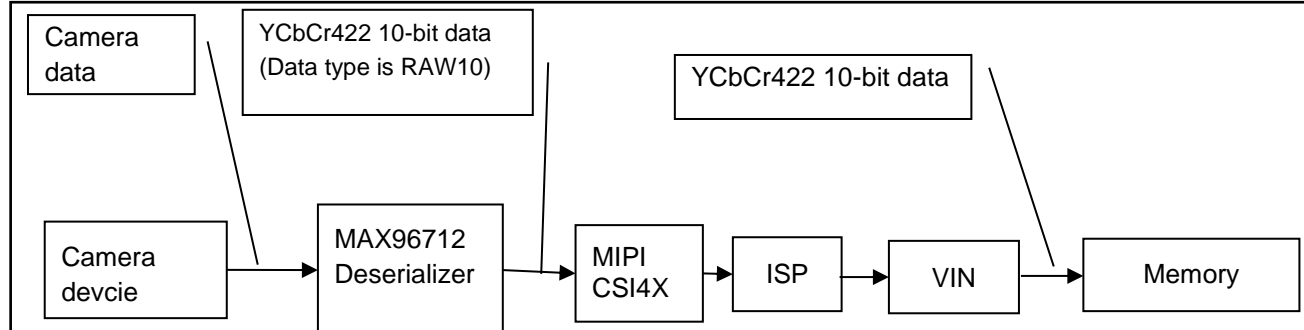 Camera
data
YCbCr422 10-bit data
(Data type is RAW10)
YCbCr422 10-bit data
Camera
devcie
MAX96712
Deserializer
MIPI
CSI4X
ISP
VIN
Memory